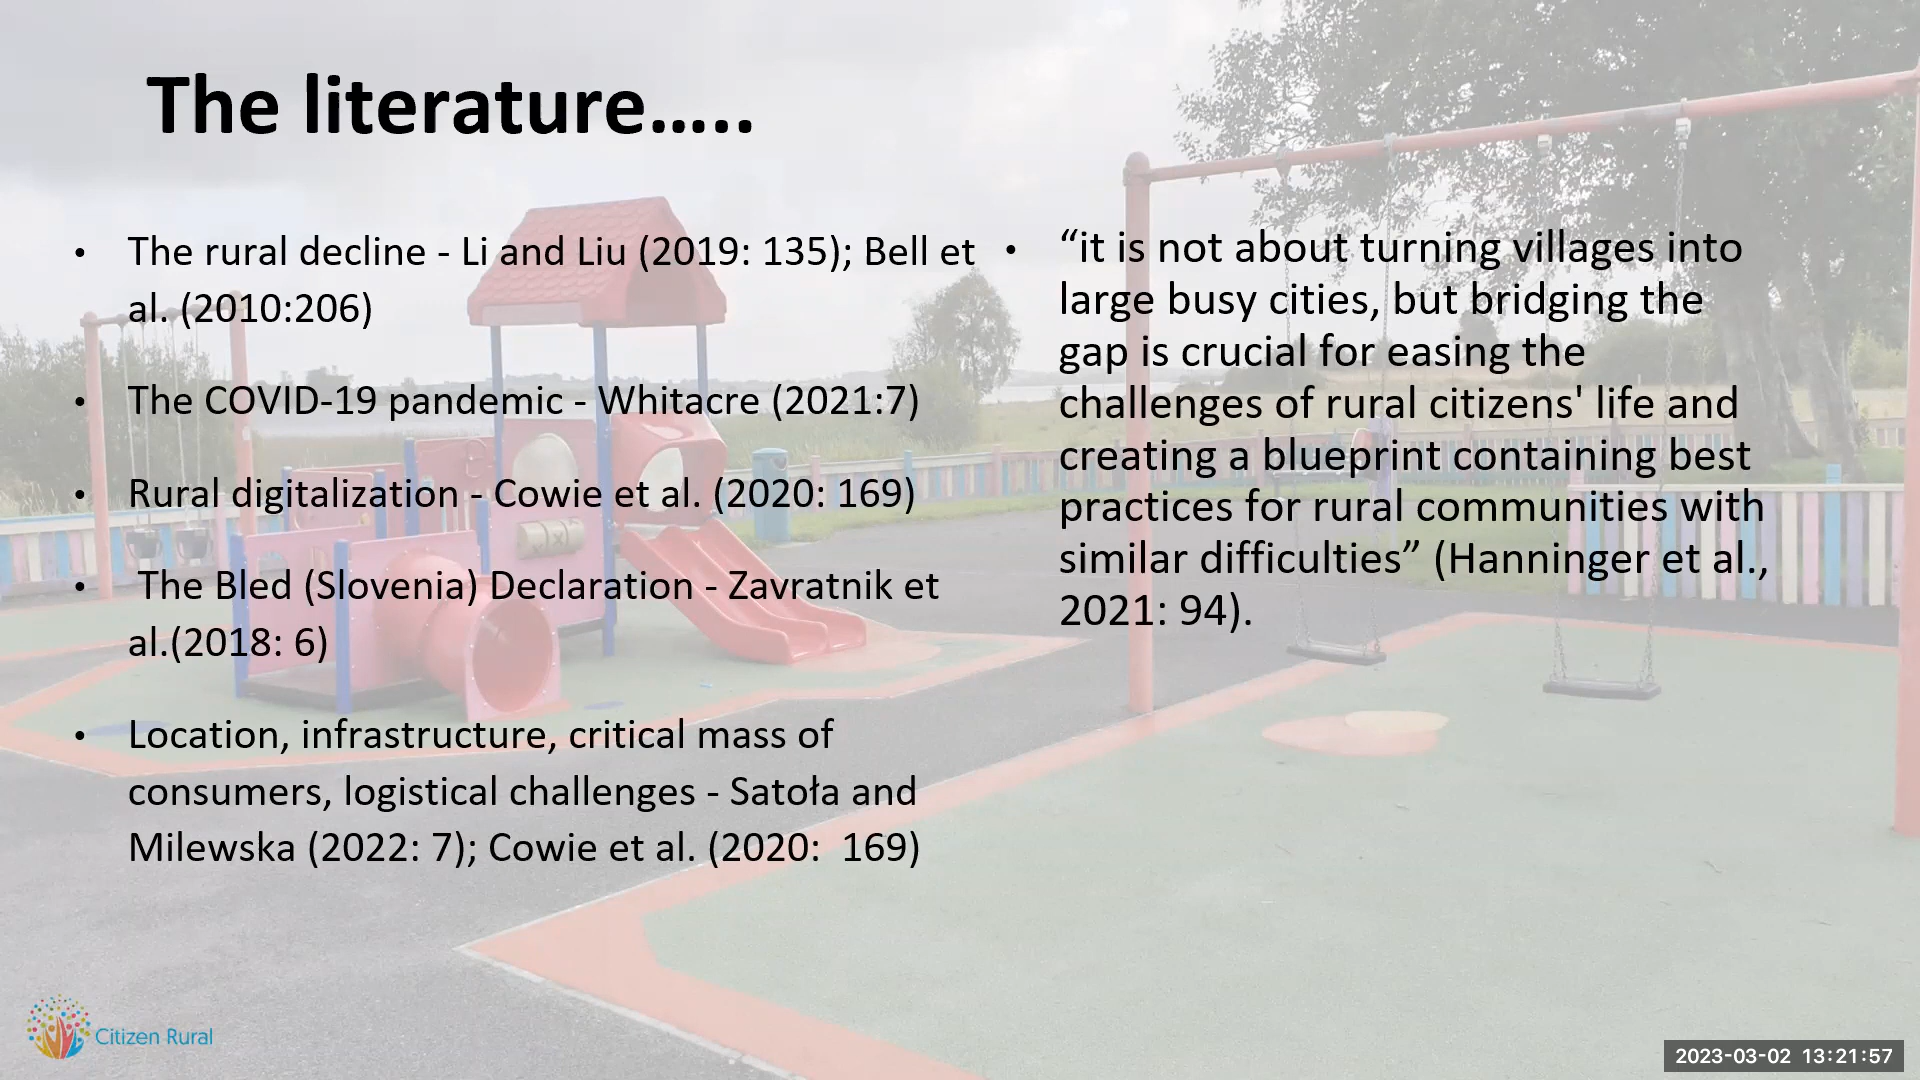 The literature…..
• The rural decline - Li and Liu (2019: 135); Bell et
al. (2010:206)
• The COVID-19 pandemic - Whitacre (2021:7)
• Rural digitalization - Cowie et al. (2020: 169)
• The Bled (Slovenia) Declaration - Zavratnik et
al.(2018: 6)
• Location, infrastructure, critical mass of
consumers, logistical challenges - Satoła and
Milewska (2022: 7); Cowie et al. (2020:  169)
• “it is not about turning villages into
large busy cities, but bridging the
gap is crucial for easing the
challenges of rural citizens' life and
creating a blueprint containing best
practices for rural communities with
similar difficulties” (Hanninger et al.,
2021: 94).
Citizen Rural
2023-03-02 13:21:57